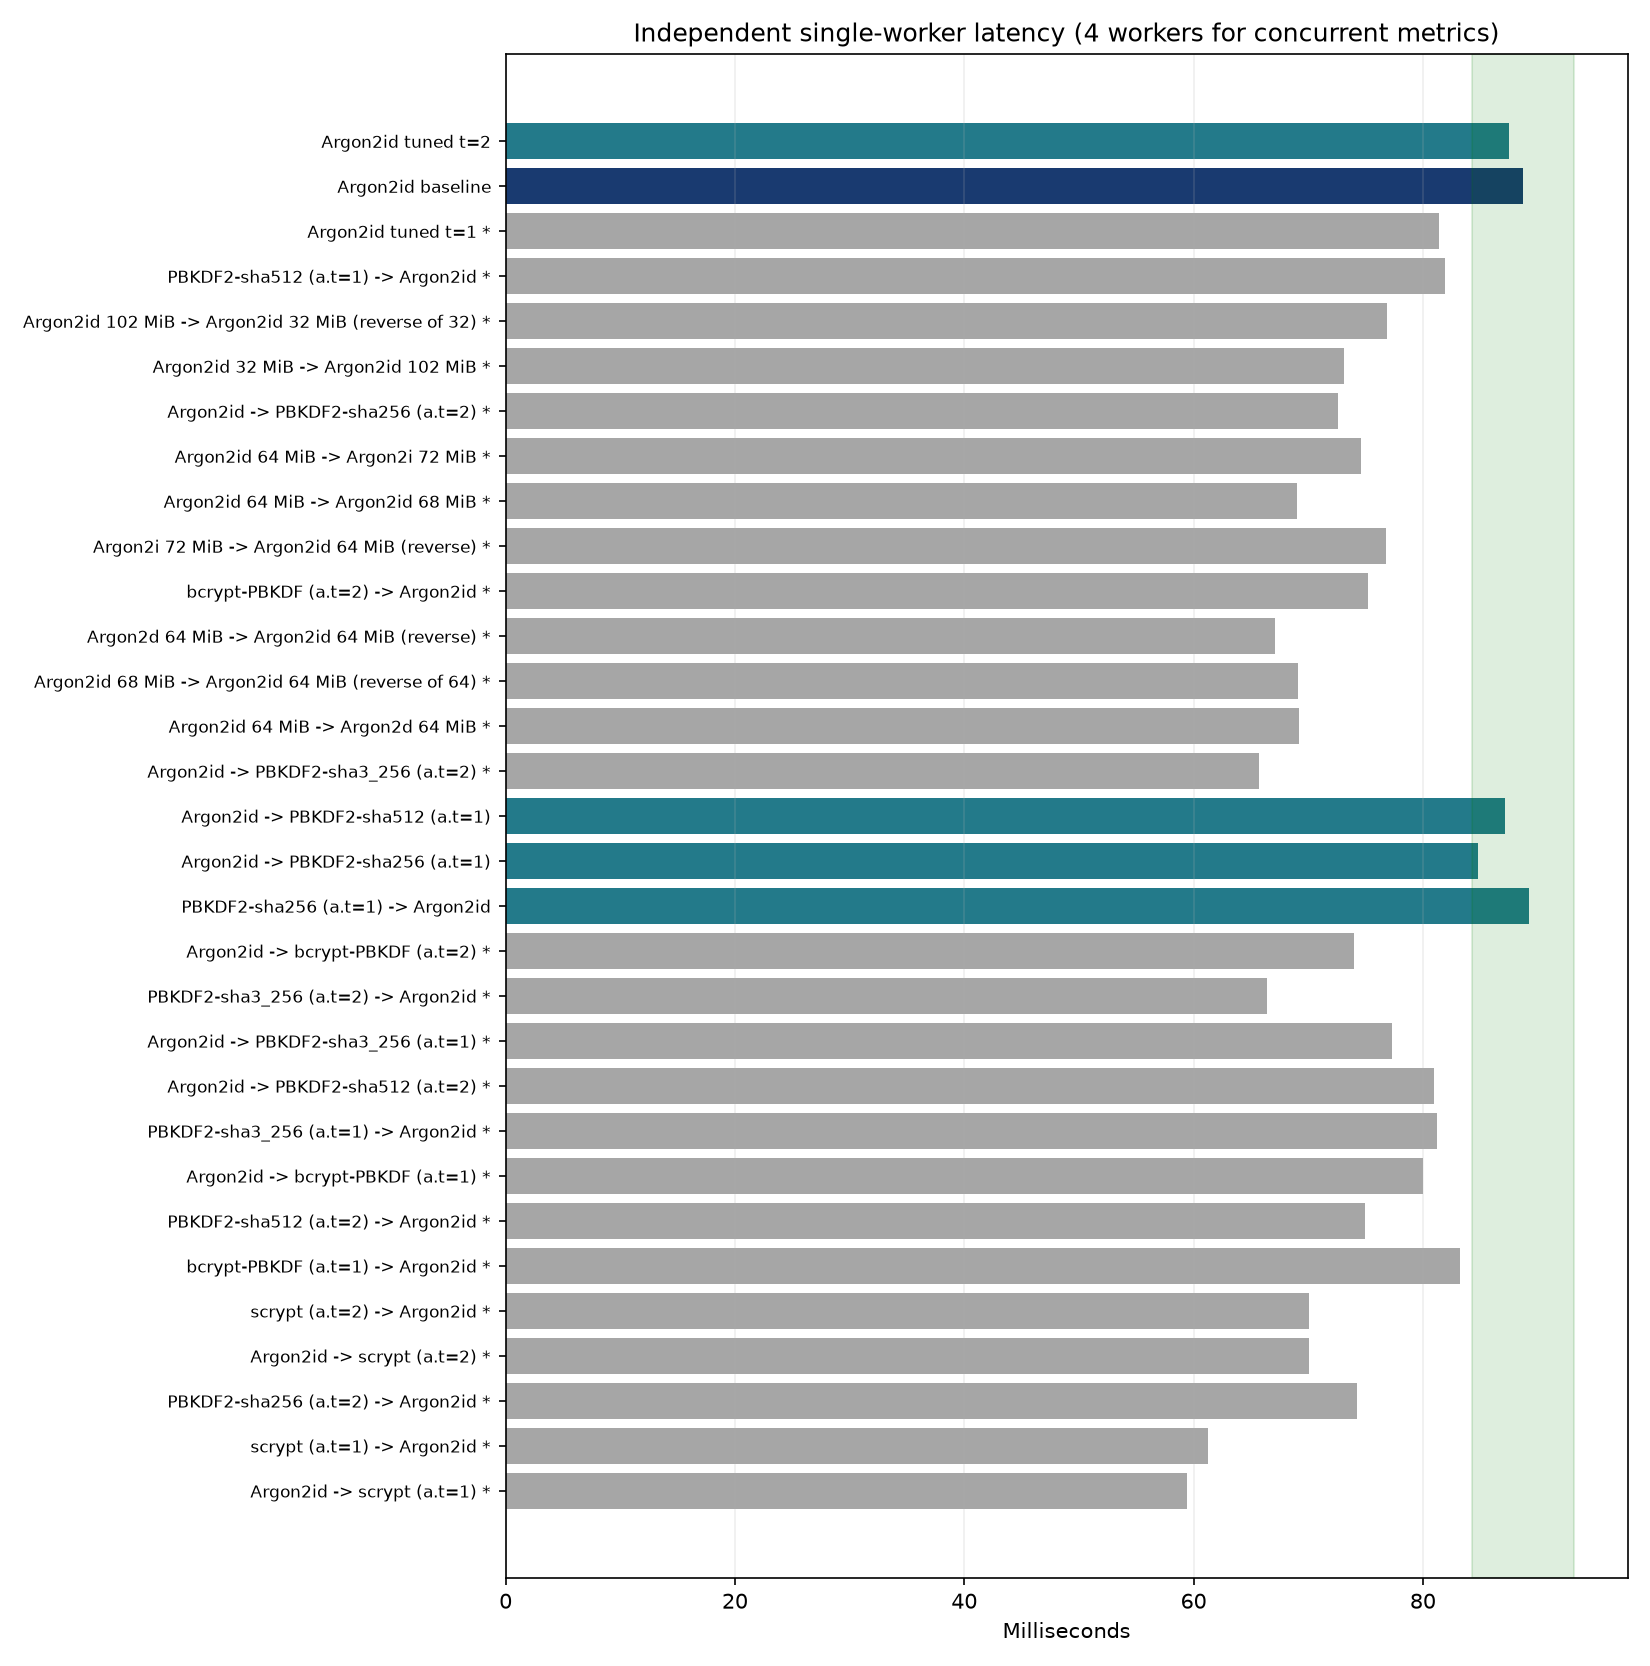 Independent single-worker latency (4 workers for concurrent metrics)
Argon2id tuned t=2
Argon2id baseline
Argon2id tuned t=1 *
PBKDF2-sha512 (a.t=1) -> Argon2id *
Argon2id 102 MiB -> Argon2id 32 MiB (reverse of 32) *
Argon2id 32 MiB -> Argon2id 102 MiB *
Argon2id -> PBKDF2-sha256 (a.t=2) *
Argon2id 64 MiB -> Argon2i 72 MiB *
Argon2id 64 MiB -> Argon2id 68 MiB *
Argon2i 72 MiB -> Argon2id 64 MiB (reverse) *
bcrypt-PBKDF (a.t=2) -> Argon2id *
Argon2d 64 MiB -> Argon2id 64 MiB (reverse) *
Argon2id 68 MiB -> Argon2id 64 MiB (reverse of 64) *
Argon2id 64 MiB -> Argon2d 64 MiB *
Argon2id -> PBKDF2-sha3_256 (a.t=2) *
Argon2id -> PBKDF2-sha512 (a.t=1)
Argon2id -> PBKDF2-sha256 (a.t=1)
PBKDF2-sha256 (a.t=1) -> Argon2id
Argon2id -> bcrypt-PBKDF (a.t=2) *
PBKDF2-sha3_256 (a.t=2) -> Argon2id *
Argon2id -> PBKDF2-sha3_256 (a.t=1) *
Argon2id -> PBKDF2-sha512 (a.t=2) *
PBKDF2-sha3_256 (a.t=1) -> Argon2id *
Argon2id -> bcrypt-PBKDF (a.t=1) *
PBKDF2-sha512 (a.t=2) -> Argon2id *
bcrypt-PBKDF (a.t=1) -> Argon2id *
scrypt (a.t=2) -> Argon2id *
Argon2id -> scrypt (a.t=2) *
PBKDF2-sha256 (a.t=2) -> Argon2id *
scrypt (a.t=1) -> Argon2id *
Argon2id -> scrypt (a.t=1) *
0 20 40 60 80
Milliseconds